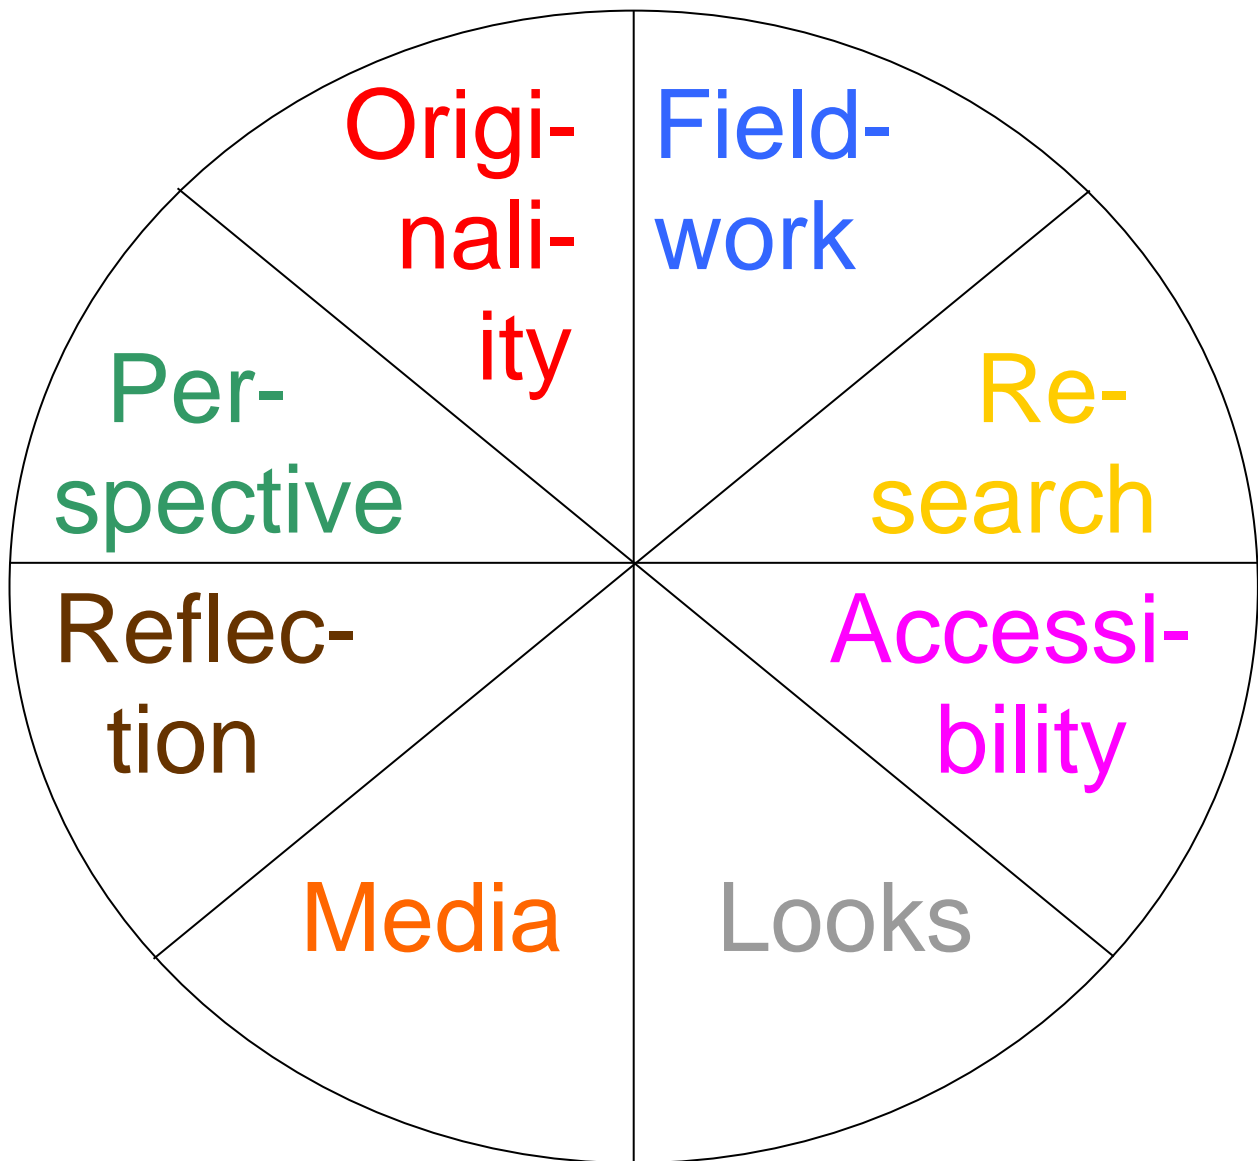 Origi-
nali-
ity
Field-
work
Per-
spective
Re-
search
Reflec-
tion
Accessi-
bility
Media
Looks